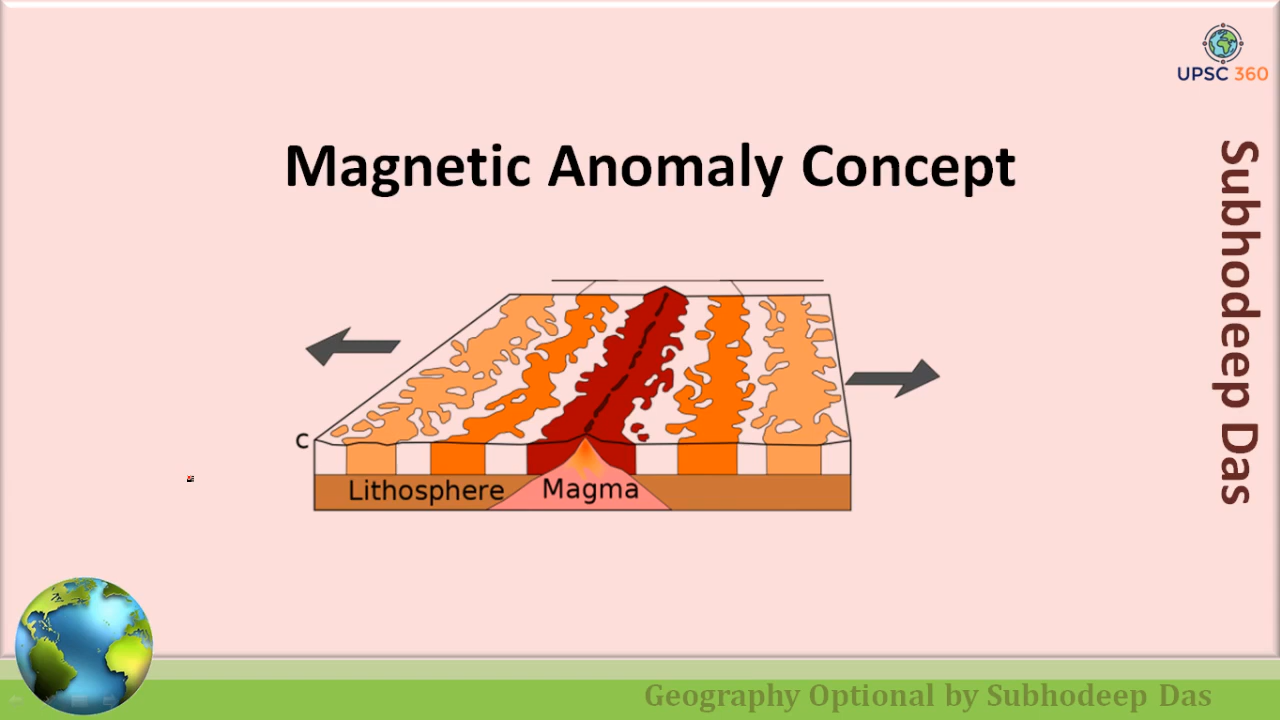 UPSC 360
Magnetic Anomaly Concept
Subhodeep Das
C
Lithosphere
Magma
Geography Optional by Subhodeep Das